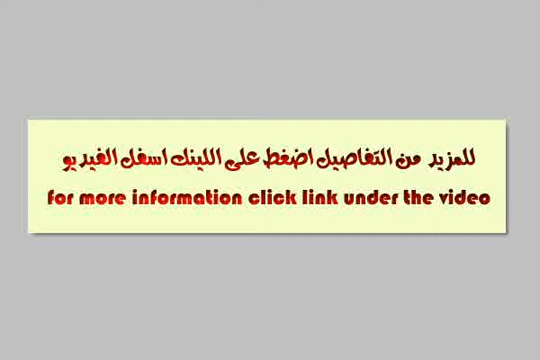 للمزيد من التفاصيل اضغط على اللينك اسفل الفيديو
for more information click link under the video